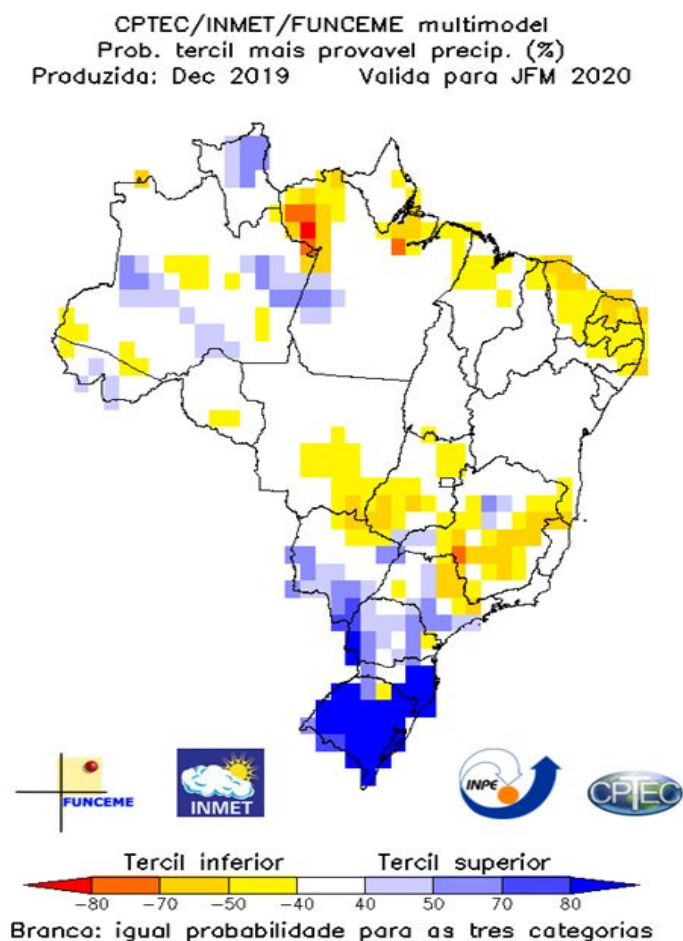 CPTEC/INMET/FUNCEME multimodel
Prob. tercil mais provavel precip. (%)
Produzida: Dec 2019 Valida para JFM 2020
FUNCEME
INMET
INPE
CPTEC
Tercil inferior Tercil superior
-80 -70 -50 -40 40 50 70 80
Branca: igual probabilidade para as tres categorias